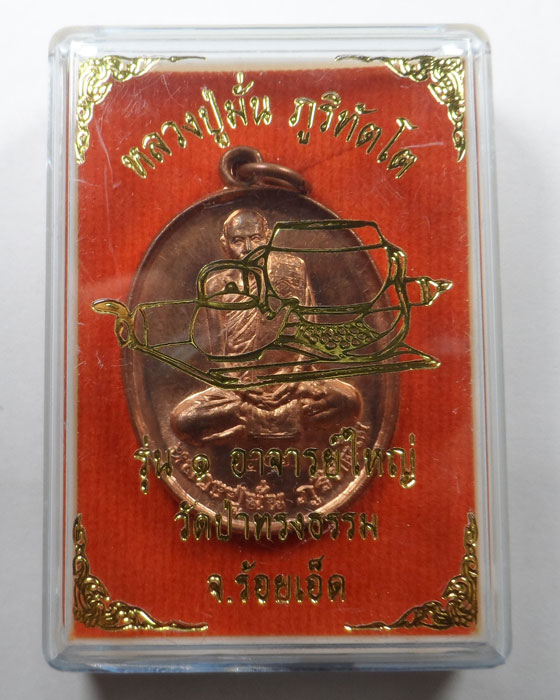 หลวงปู่มั่น ภูริทัตโต
รุ่น ๑ อาจารย์ใหญ่
วัดป่าทรงธรรม
จ.ร้อยเอ็ด